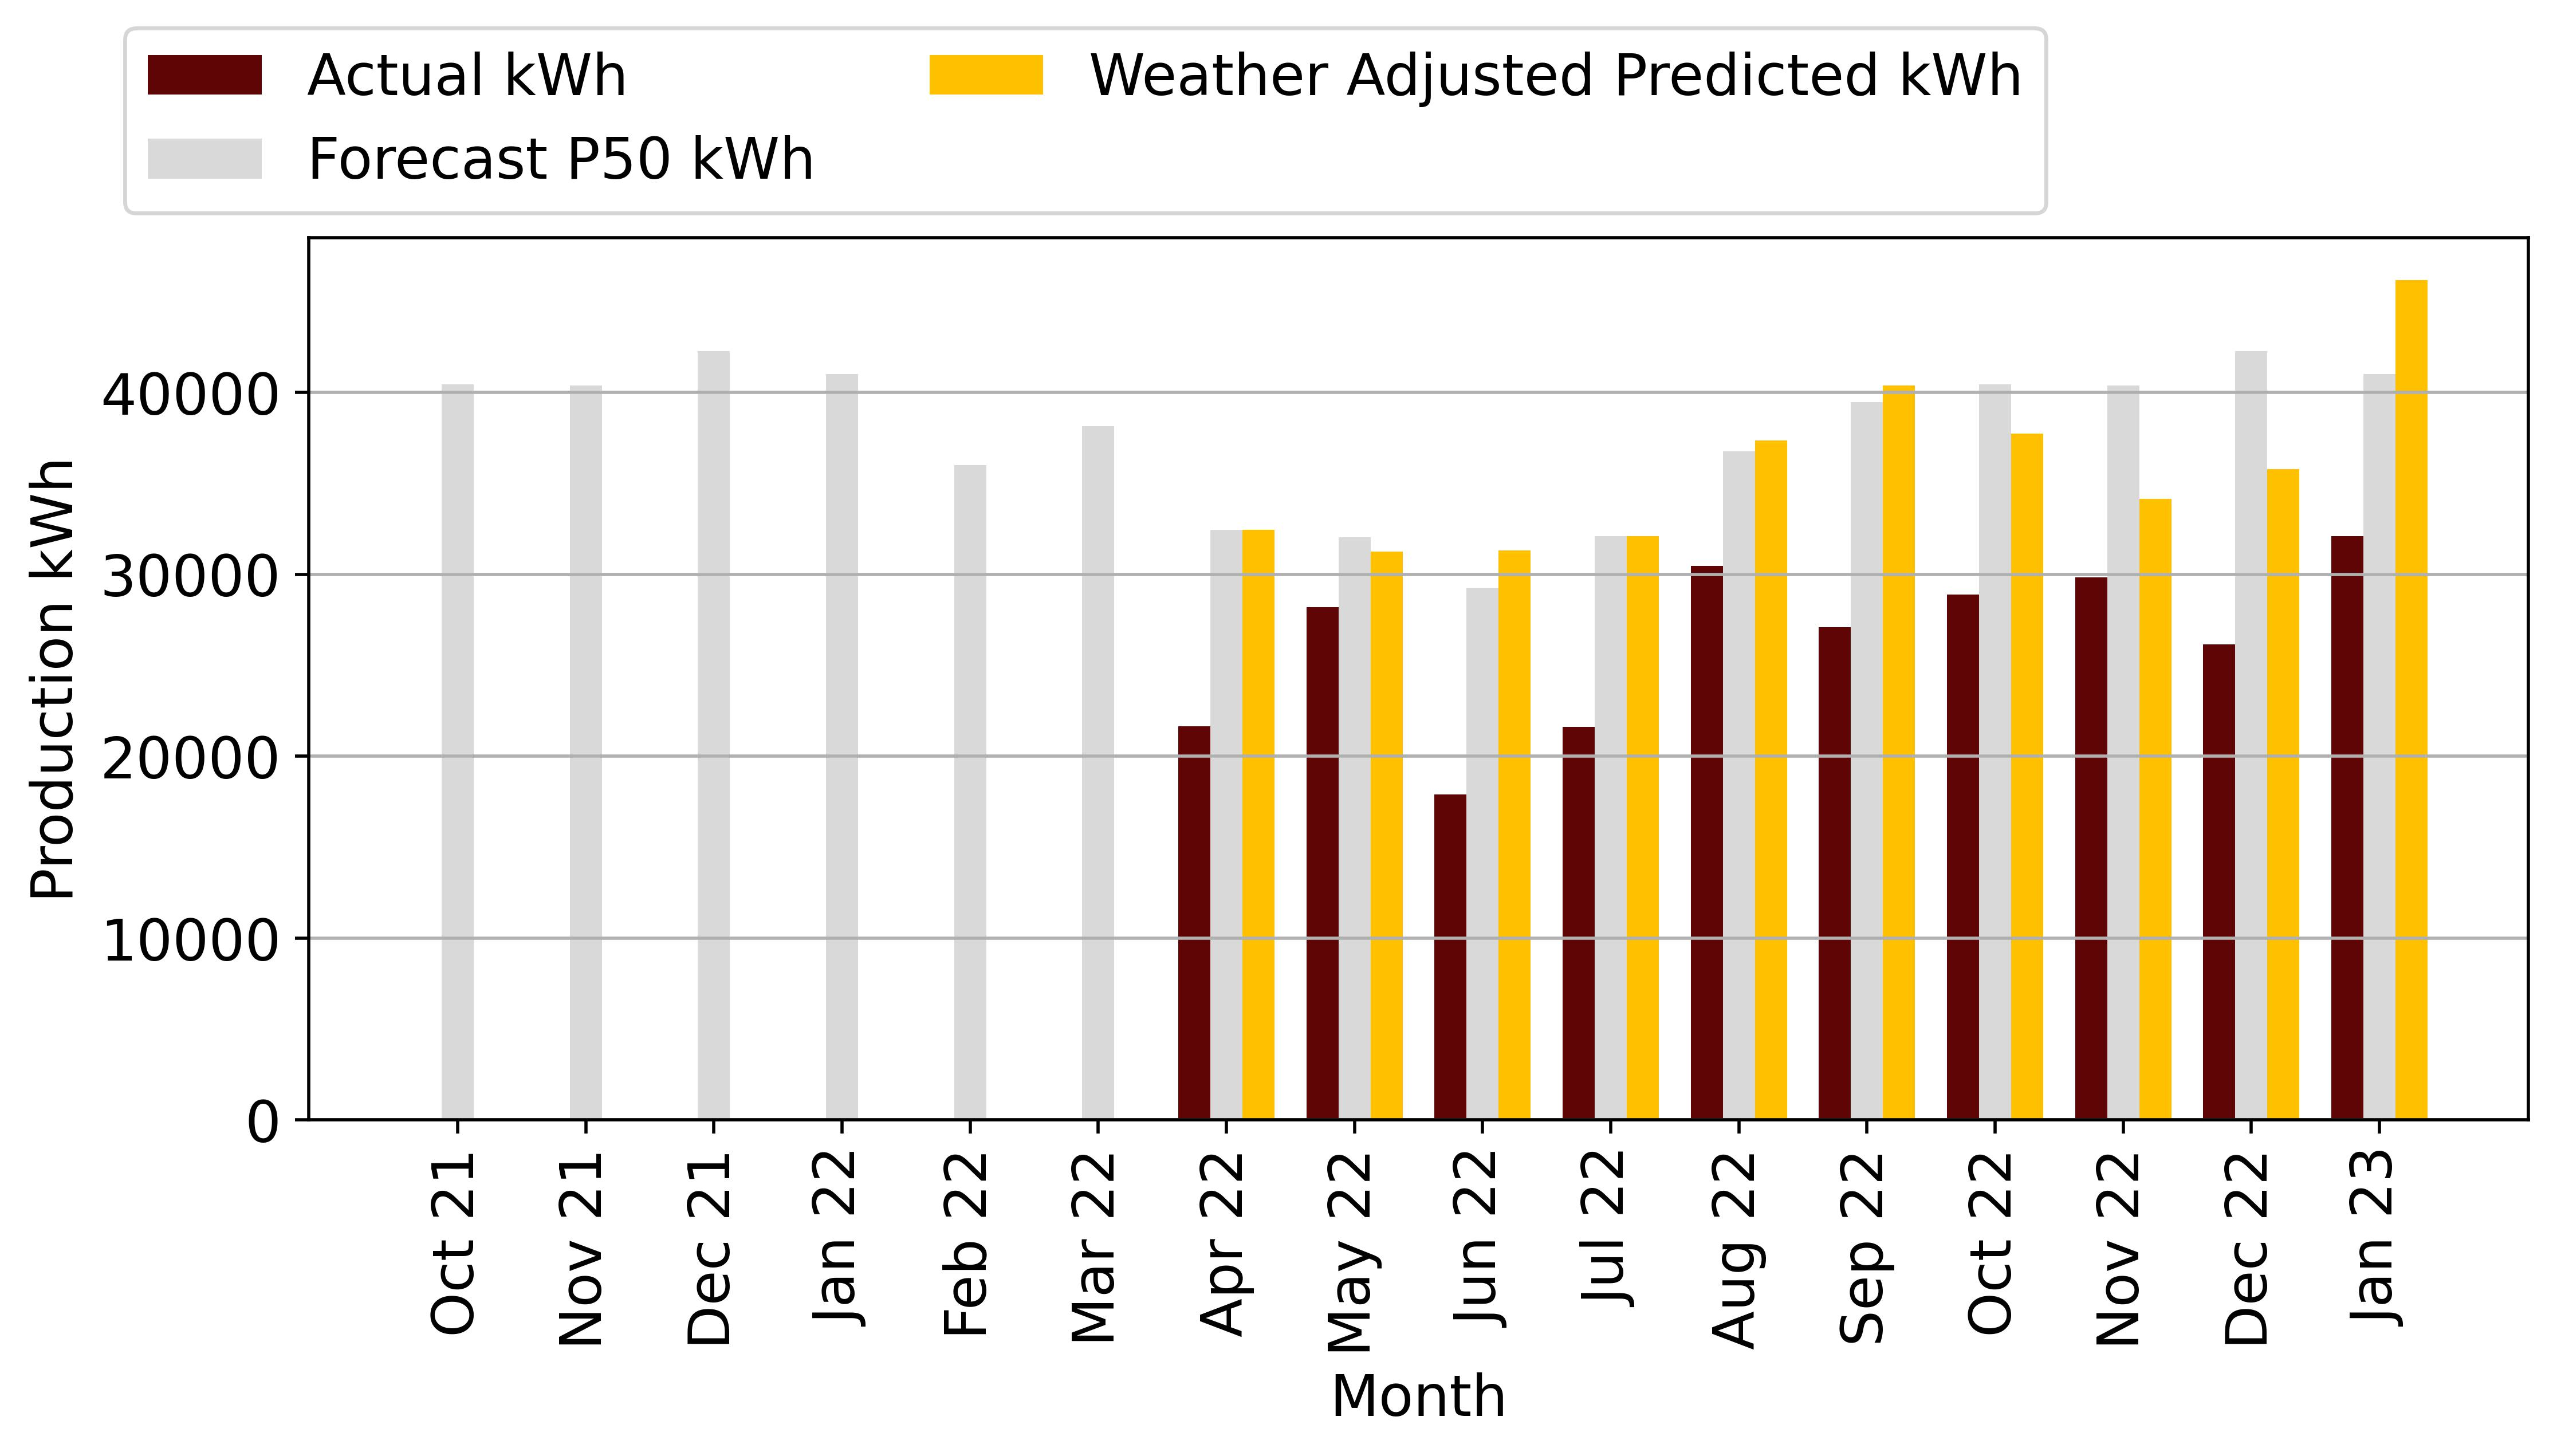 Actual kWh
Forecast P50 kWh
Weather Adjusted Predicted kWh
Production kWh
40000
30000
20000
10000
0
Oct 21
Nov 21
Dec 21
Jan 22
Feb 22
Mar 22
Apr 22
May 22
Jun 22
Jul 22
Aug 22
Sep 22
Oct 22
Nov 22
Dec 22
Jan 23
Month